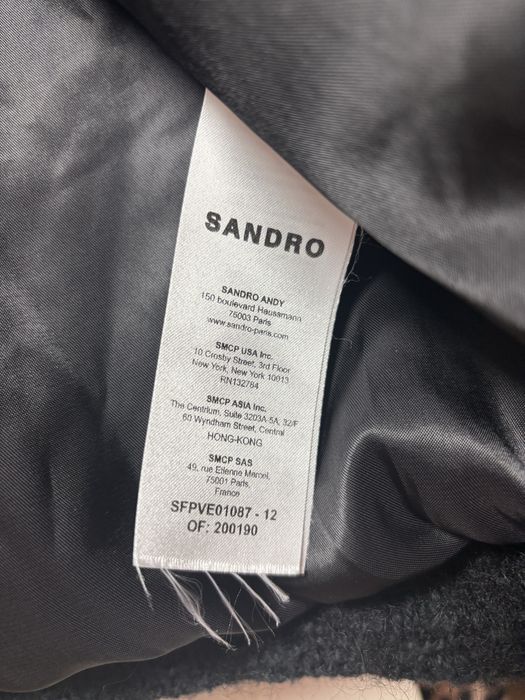 SANDRO
SANDRO ANDY
150 boulevard Haussmann
75003 Paris
www.sandro-paris.com
SMCP USA Inc.
10 Crosby Street, 3rd Floor
New York, New York 10013
RN132784
SMCP ASIA Inc.
The Centrium, Suite 3203A-5A, 32/F
60 Wyndham Street, Central
HONG-KONG
SMCP SAS
49, rue Etienne Marcel,
75001 Paris,
France
SFPVE01087 - 12
OF: 200190